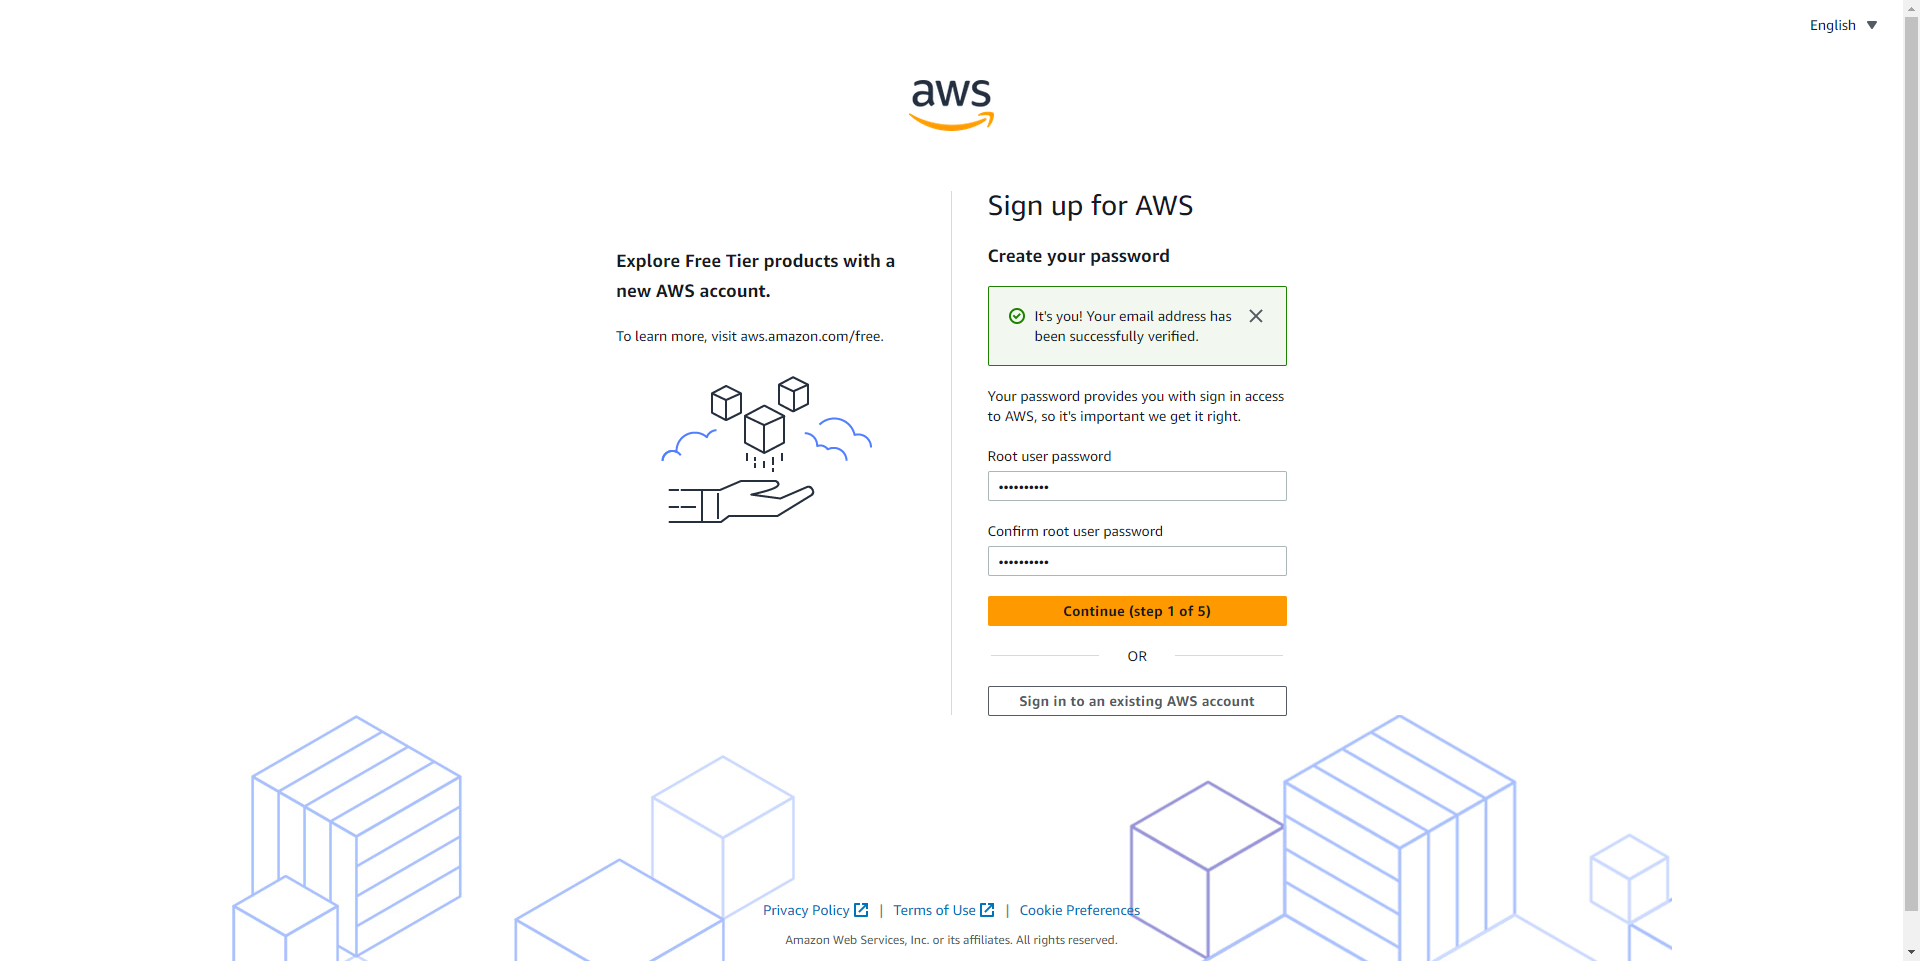 English
aws
Sign up for AWS
Explore Free Tier products with a
new AWS account.
To learn more, visit aws.amazon.com/free.
Create your password
It's you! Your email address has
been successfully verified.
Your password provides you with sign in access
to AWS, so it's important we get it right.
Root user password
••••••••••
Confirm root user password
••••••••••
Continue (step 1 of 5)
OR
Sign in to an existing AWS account
Privacy Policy | Terms of Use | Cookie Preferences
Amazon Web Services, Inc. or its affiliates. All rights reserved.